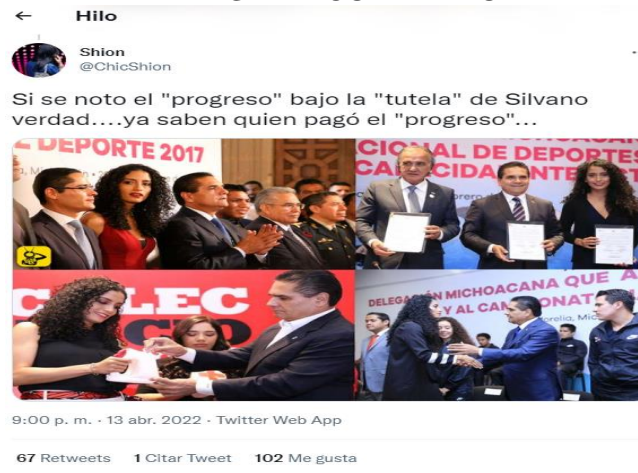 ← Hilo
Shion
@ChicShion
Si se noto el "progreso" bajo la "tutela" de Silvano
verdad....ya saben quien pagó el "progreso"...
L DEPORTE 2017
CIONAL DE DEPORTES
DELEGACIÓN MICHOACANA QUE A
Y AL CAMPEONAT
9:00 p. m. · 13 abr. 2022 · Twitter Web App
67 Retweets 1 Citar Tweet 102 Me gusta